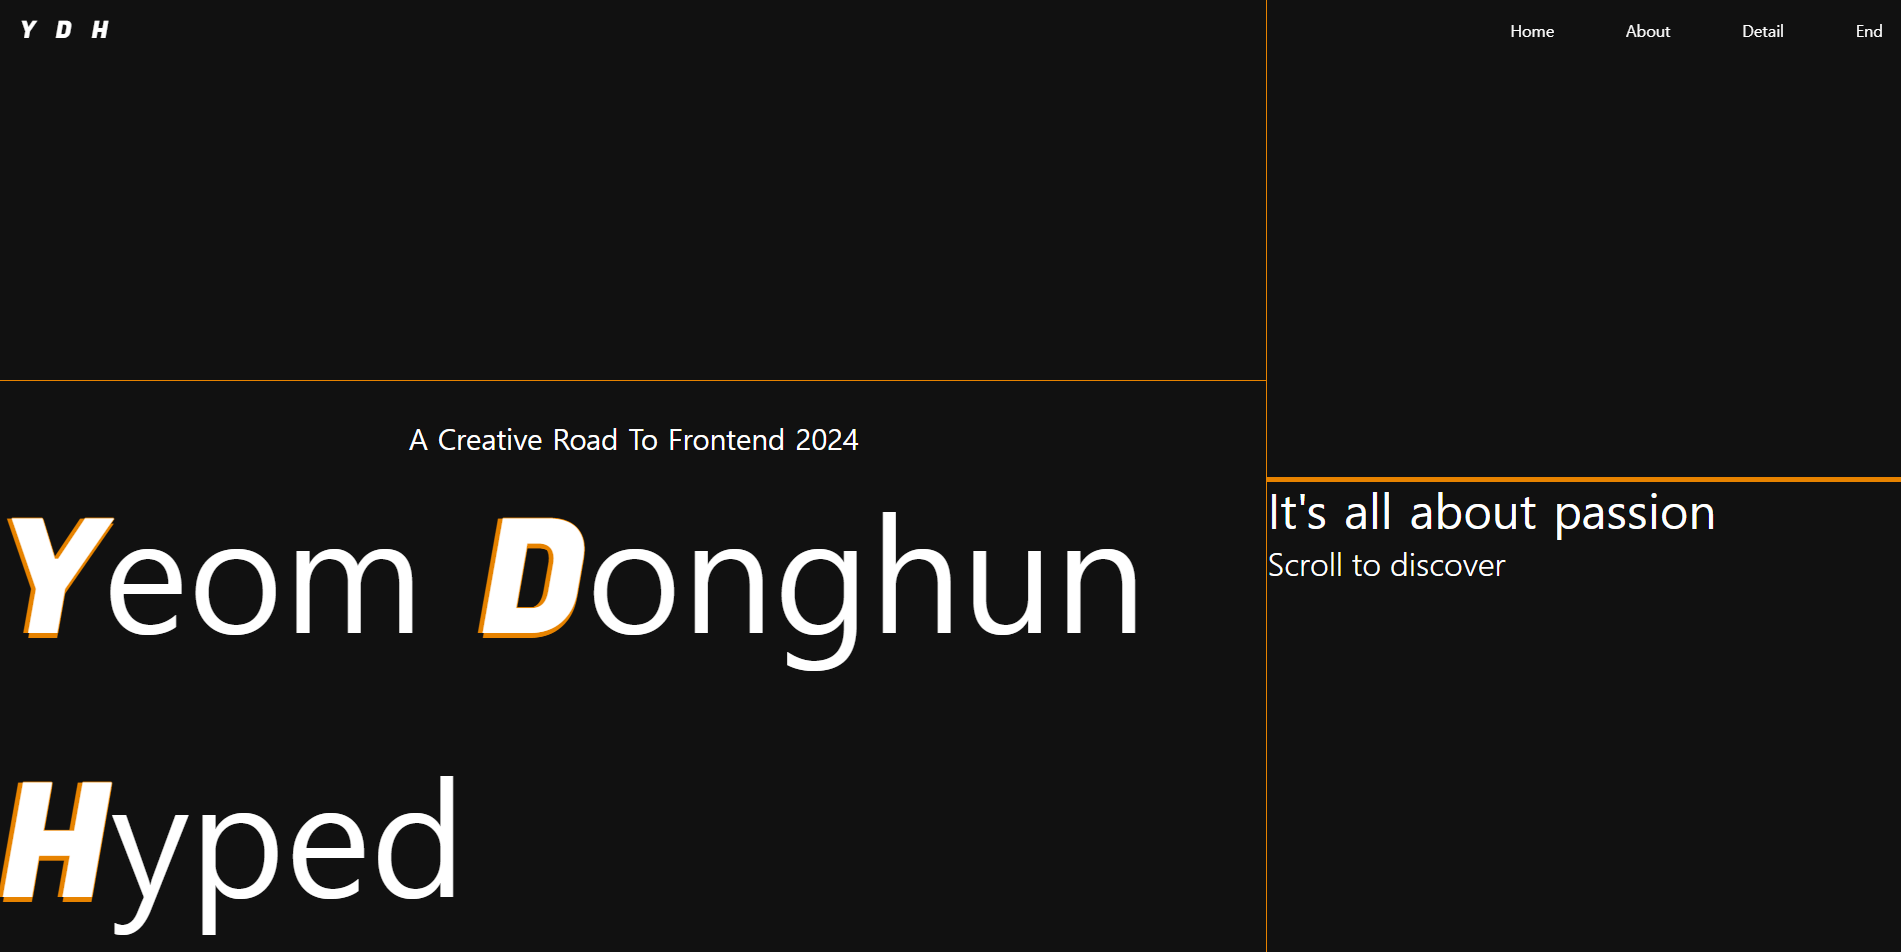 Y D H
Home About Detail End
A Creative Road To Frontend 2024
Yeom Donghun
Hyped
It's all about passion
Scroll to discover